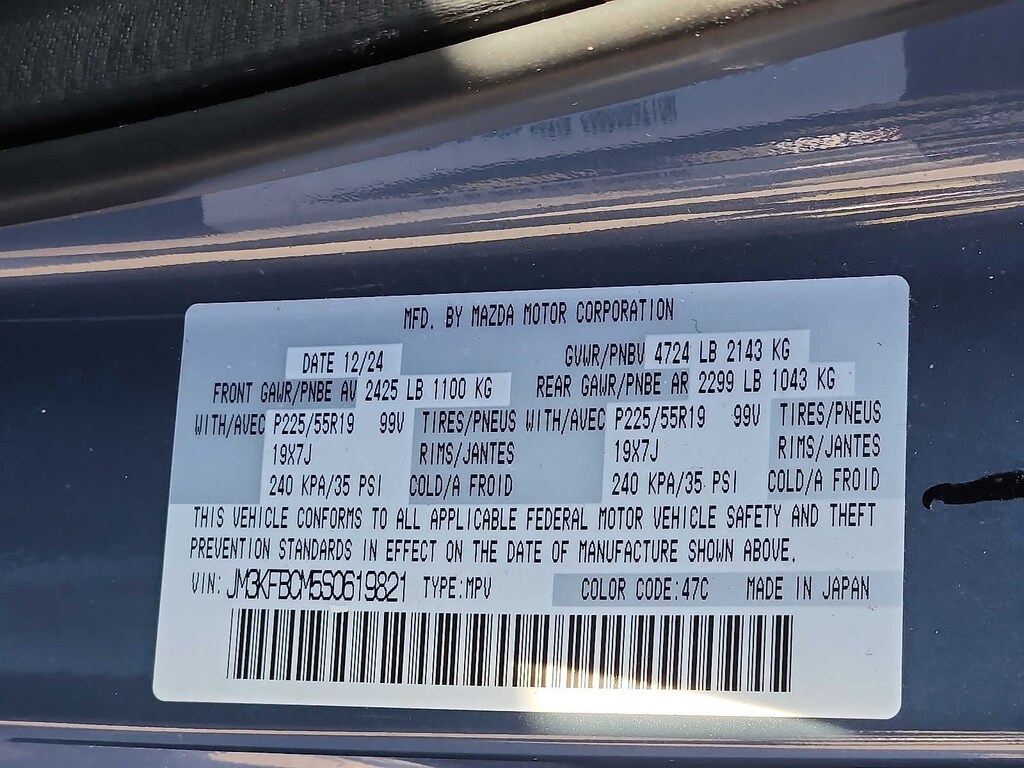 MFD. BY MAZDA MOTOR CORPORATION
DATE 12/24 GVWR/PNBV 4724 LB 2143 KG
FRONT GAWR/PNBE AV 2425 LB 1100 KG REAR GAWR/PNBE AR 2299 LB 1043 KG
WITH/AVEC P225/55R19 99V TIRES/PNEUS WITH/AVEC P225/55R19 99V TIRES/PNEUS
19X7J RIMS/JANTES 19X7J RIMS/JANTES
240 KPA/35 PSI COLD/A FROID 240 KPA/35 PSI COLD/A FROID
THIS VEHICLE CONFORMS TO ALL APPLICABLE FEDERAL MOTOR VEHICLE SAFETY AND THEFT
PREVENTION STANDARDS IN EFFECT ON THE DATE OF MANUFACTURE SHOWN ABOVE.
VIN: JM3KFBCM5S0619821 TYPE:MPV COLOR CODE:47C MADE IN JAPAN